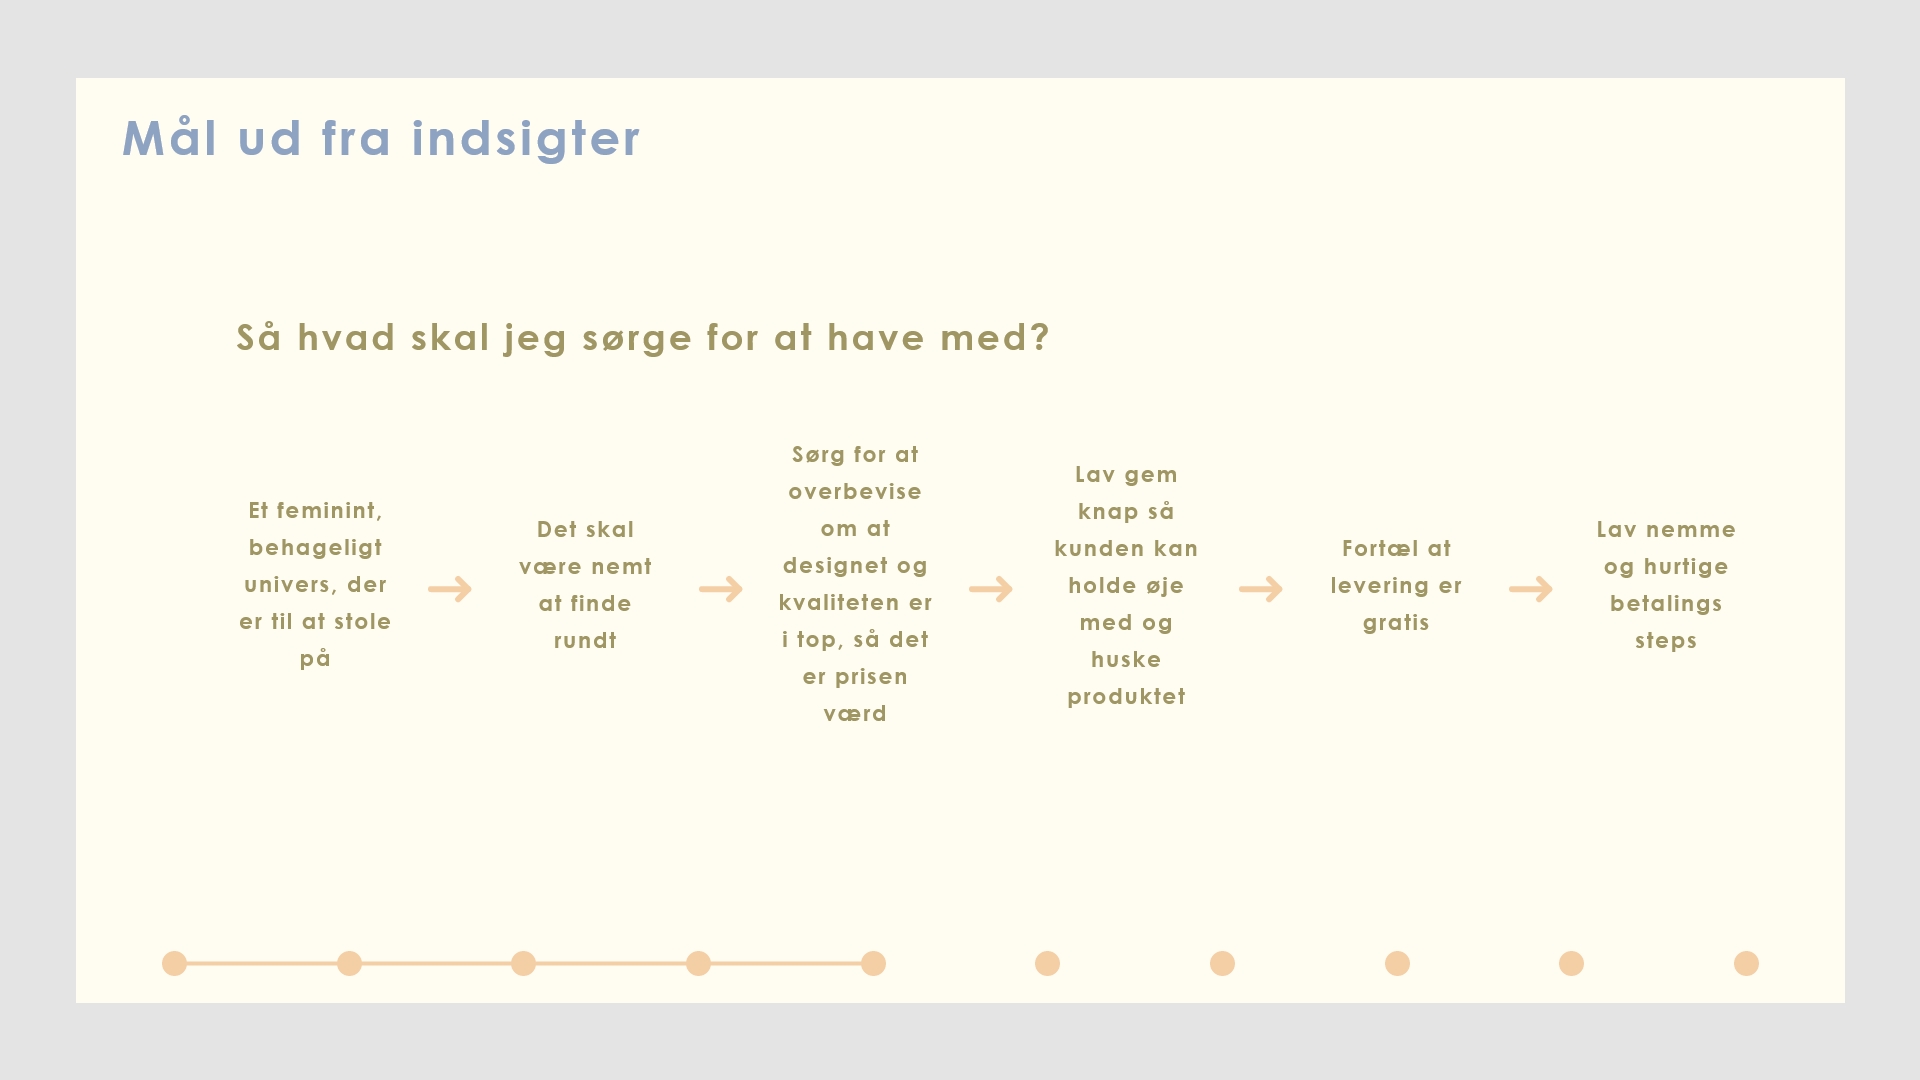 Mål ud fra indsigter
Så hvad skal jeg sørge for at have med?
Et feminint,
behageligt
univers, der
er til at stole
på
Det skal
være nemt
at finde
rundt
Sørg for at
overbevise
om at
designet og
kvaliteten er
i top, så det
er prisen
værd
Lav gem
knap så
kunden kan
holde øje
med og
huske
produktet
Fortæl at
levering er
gratis
Lav nemme
og hurtige
betalings
steps